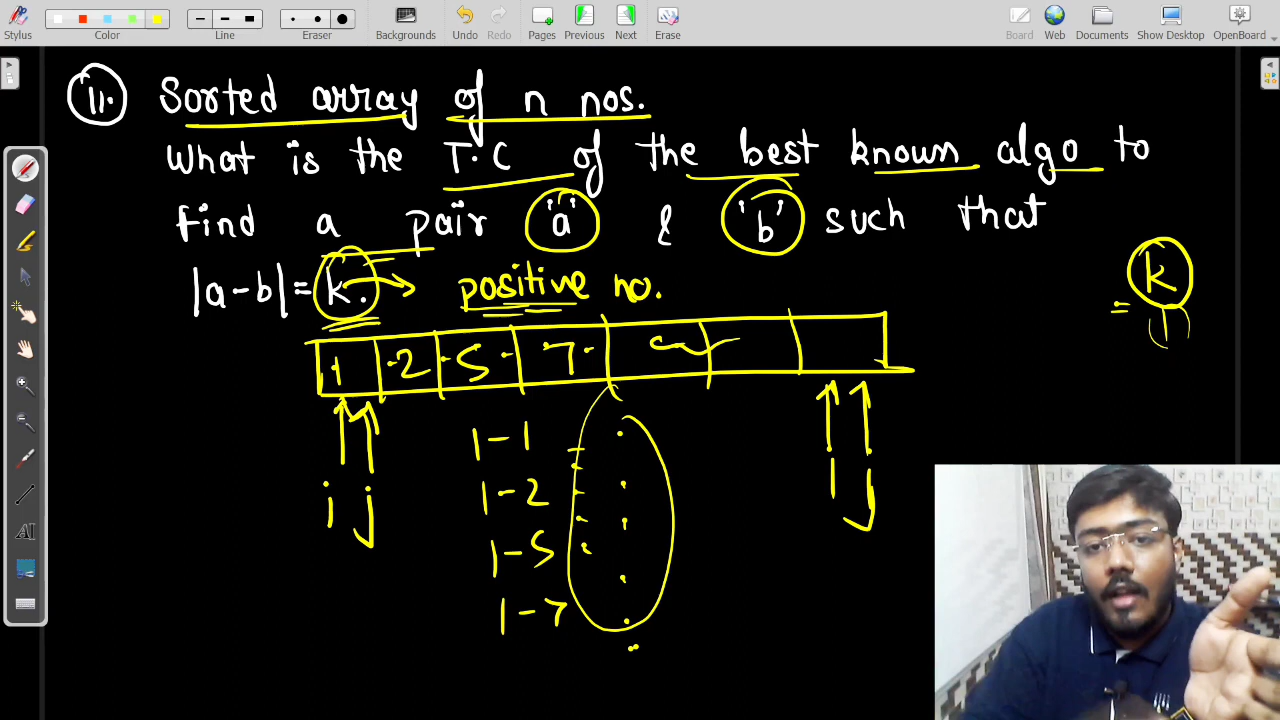 Stylus
Color
Line
Eraser
Backgrounds
Undo
Redo
Pages
Previous
Next
Erase
Board
Web
Documents
Show Desktop
OpenBoard
11. Sorted array of n nos.
What is the T.C of the best known algo to
find a pair "a" & 'b' such that
|a-b|=k. → positive no.
= k
1 2 5 7
i j
i j
1-1
1-2
1-5
1-7